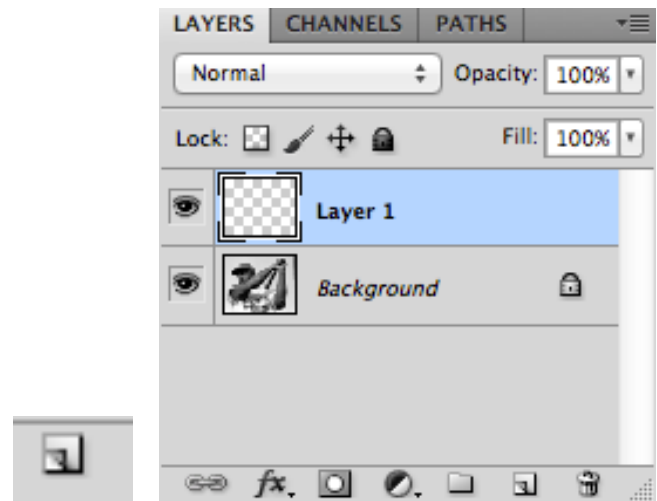 LAYERS CHANNELS PATHS
Normal Opacity: 100%
Lock: Fill: 100%
Layer 1
Background
fx.